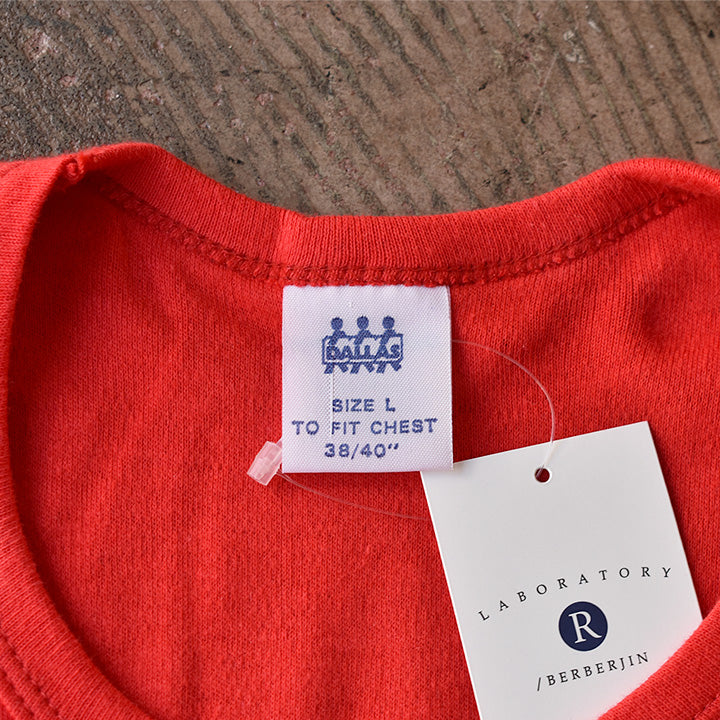 DALLAS
SIZE L
TO FIT CHEST
38/40"
LABORATORY
R
/BERBERJIN